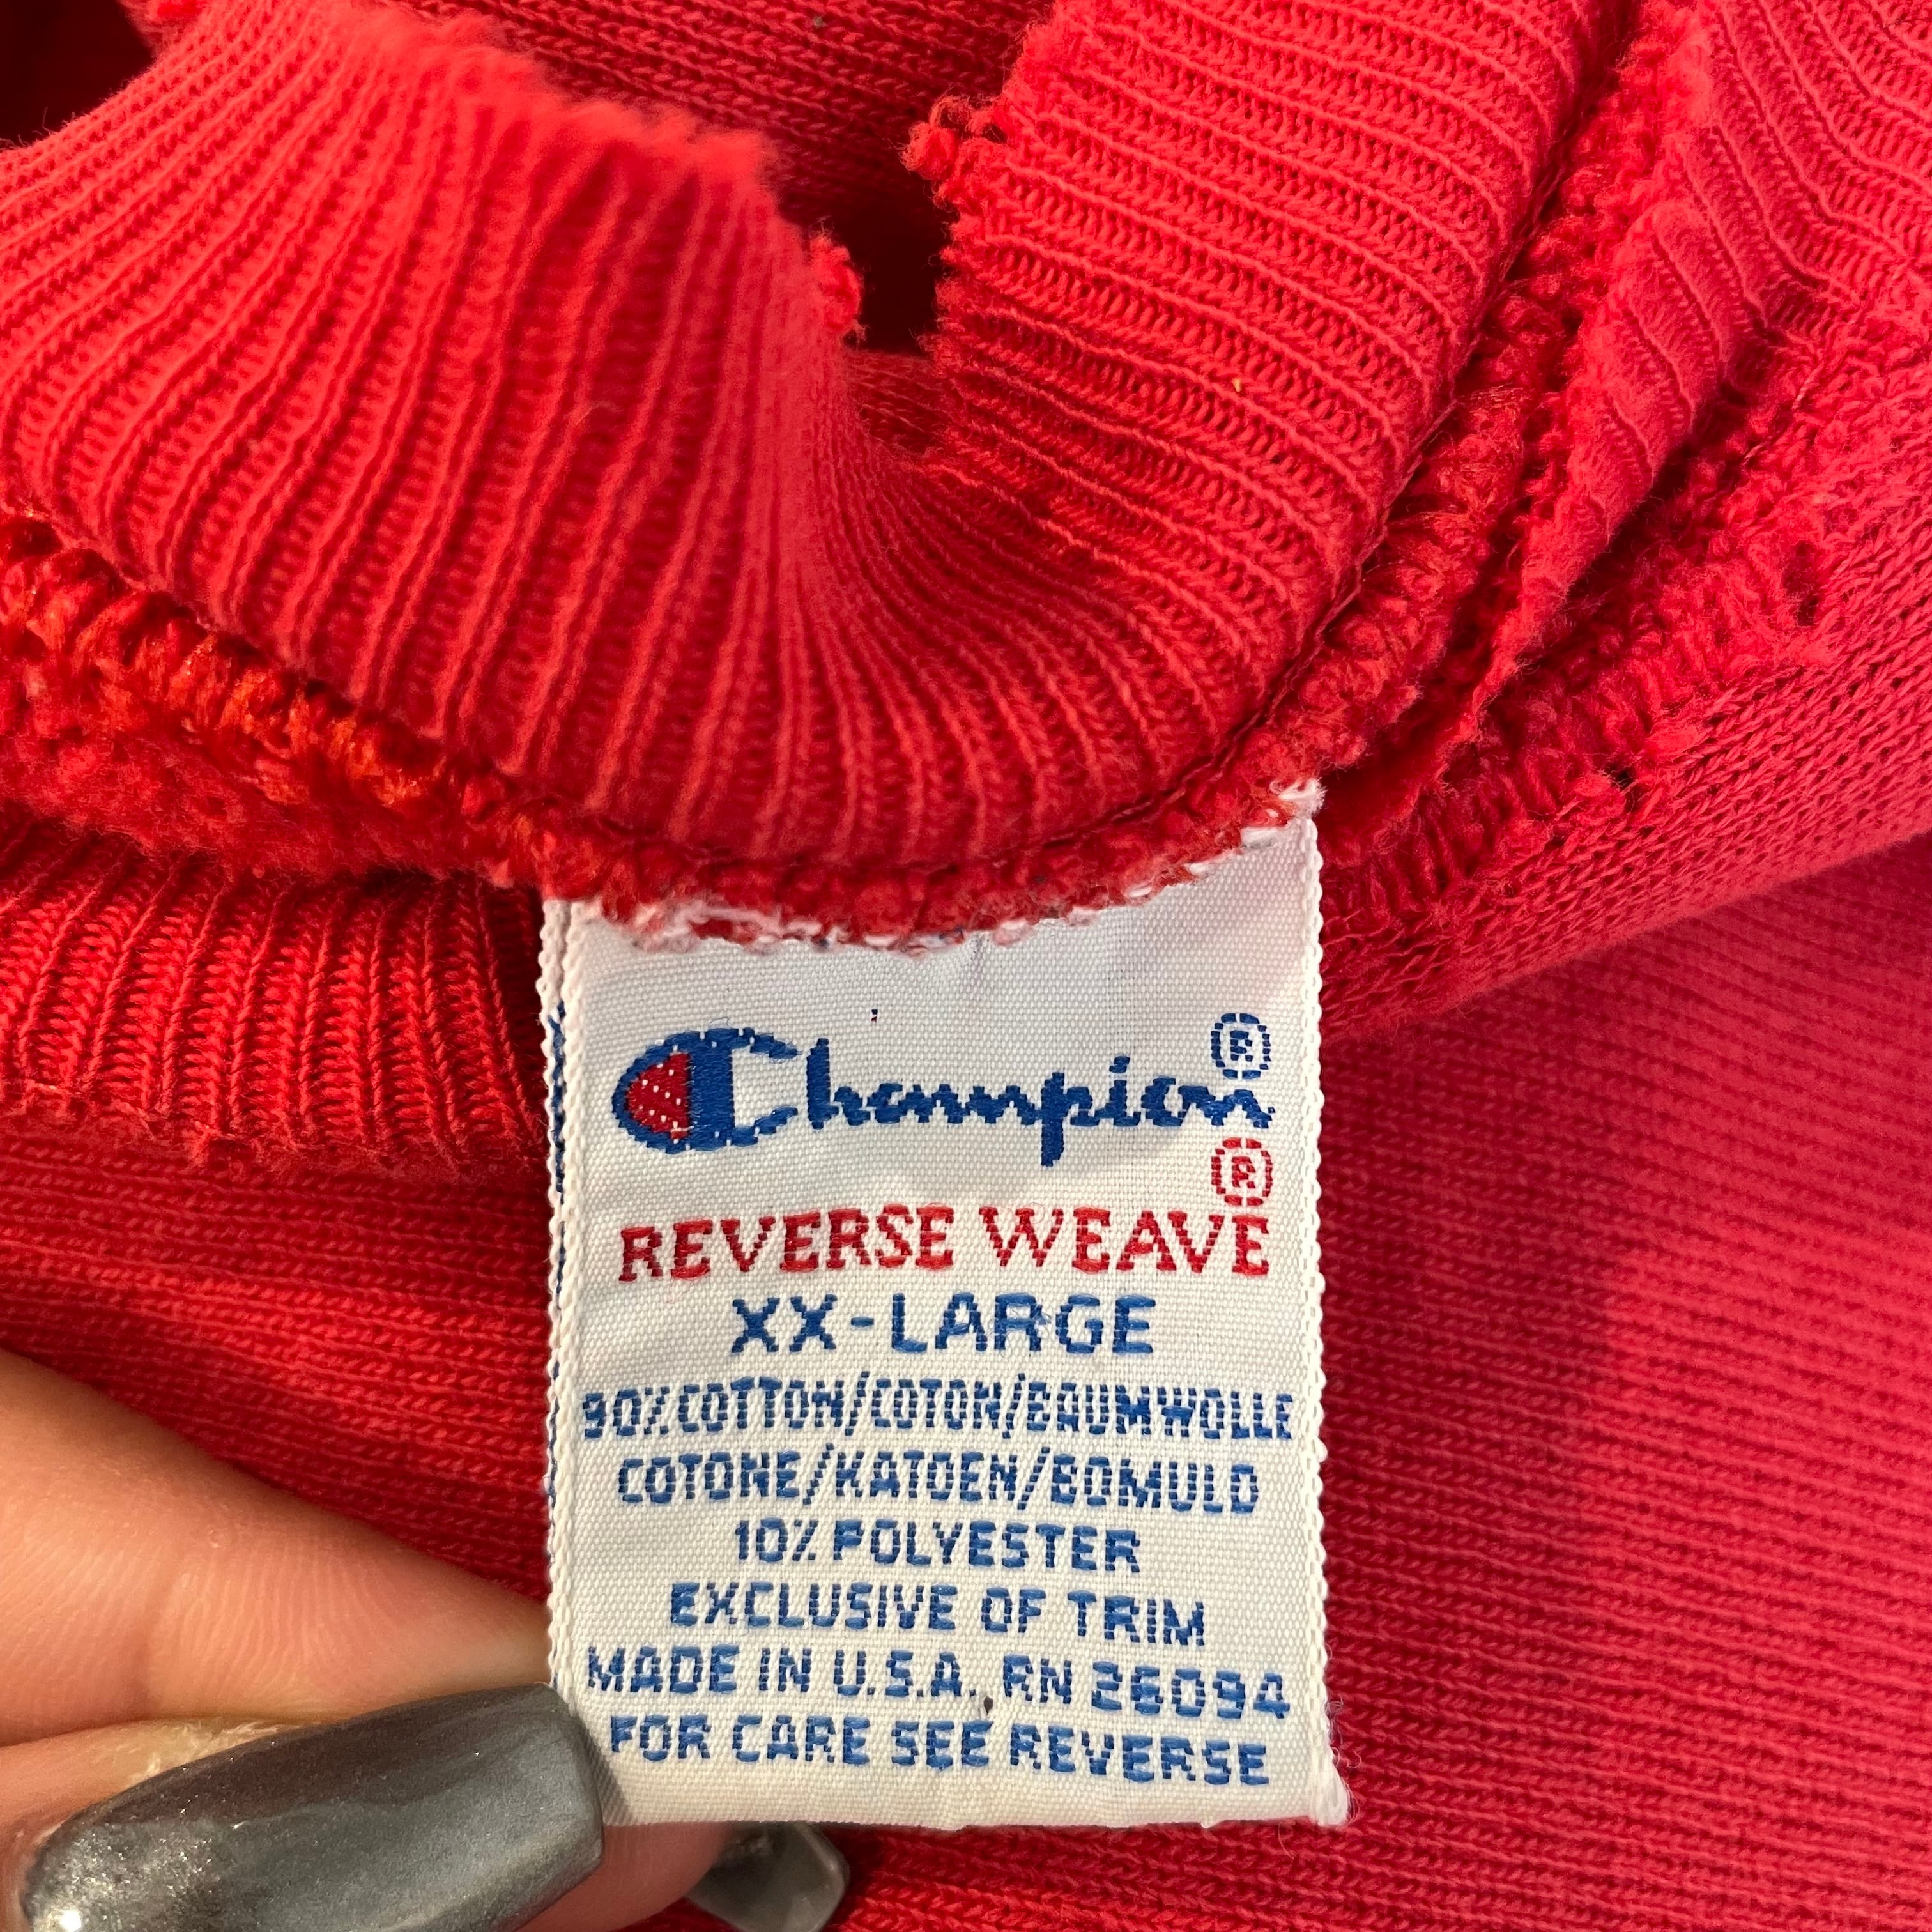 Champion®
REVERSE WEAVE®
XX-LARGE
90% COTTON/COTON/BAUMWOLLE
COTONE/KATOEN/BOMULD
10% POLYESTER
EXCLUSIVE OF TRIM
MADE IN U.S.A. RN 26094
FOR CARE SEE REVERSE